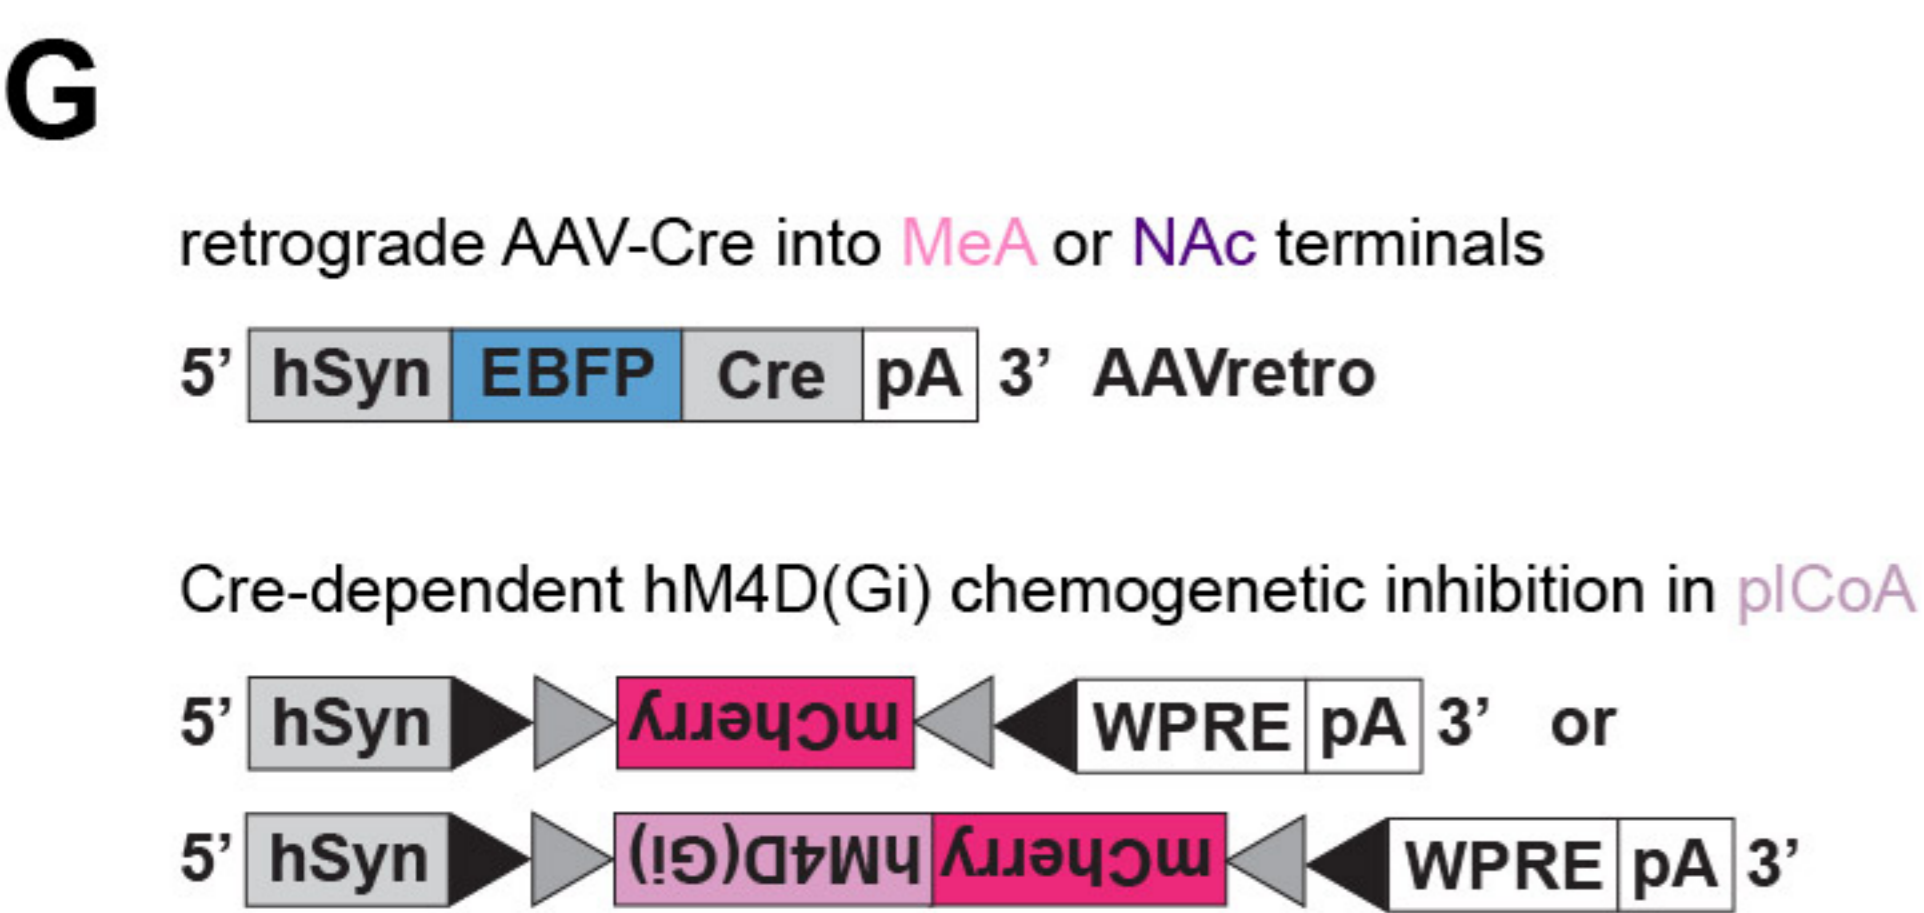 G
retrograde AAV-Cre into MeA or NAc terminals
5’ hSyn EBFP Cre pA 3’ AAVretro
Cre-dependent hM4D(Gi) chemogenetic inhibition in plCoA
5’ hSyn mCherry WPRE pA 3’ or
5’ hSyn hM4D(Gi) mCherry WPRE pA 3’